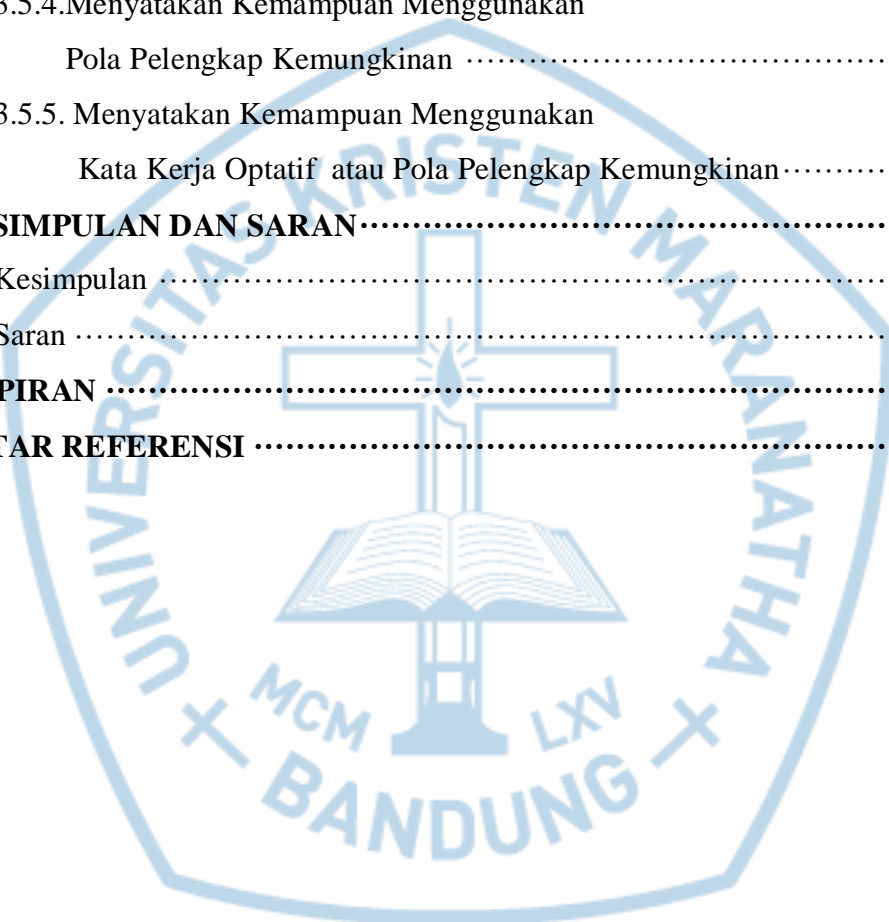 3.5.4.Menyatakan Kemampuan Menggunakan
Pola Pelengkap Kemungkinan ········································
3.5.5. Menyatakan Kemampuan Menggunakan
Kata Kerja Optatif atau Pola Pelengkap Kemungkinan··········
SIMPULAN DAN SARAN··················································
Kesimpulan ·····································································
Saran ·············································································
PIRAN ···········································································
TAR REFERENSI ····························································
UNIVERSITAS KRISTEN MARANATHA
MCM LXV
BANDUNG